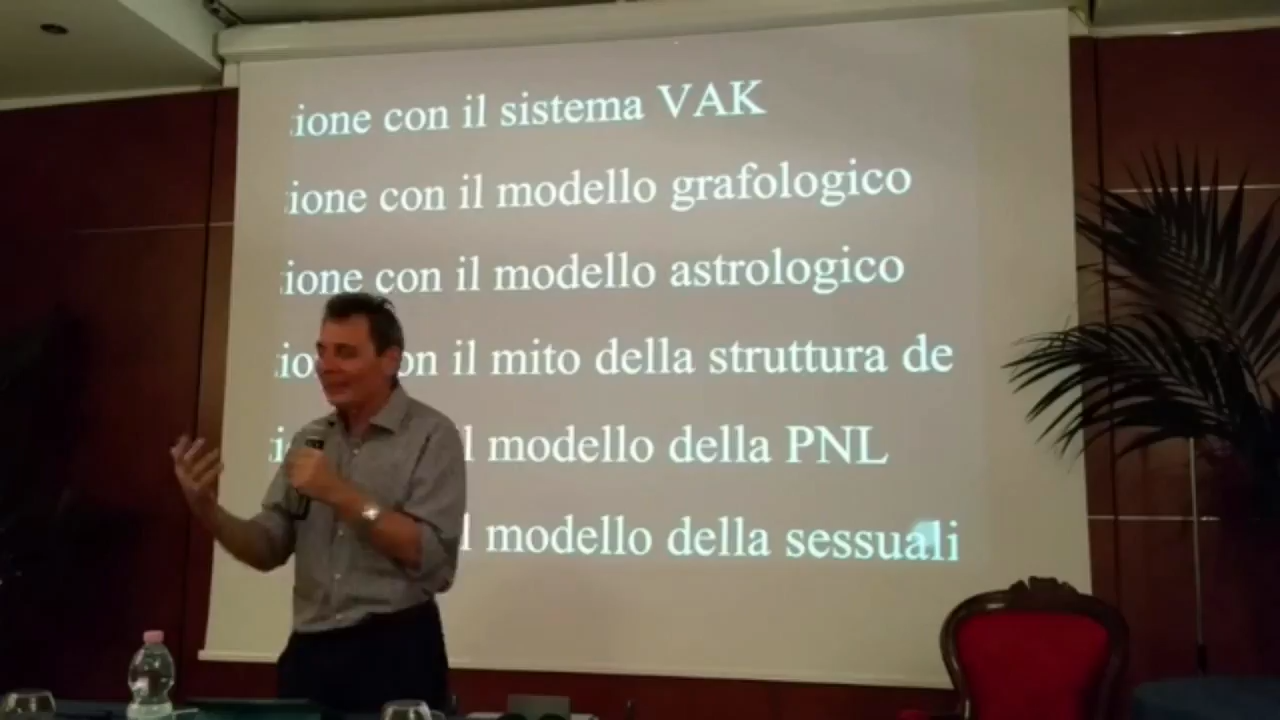 ione con il sistema VAK
ione con il modello grafologico
ione con il modello astrologico
io on il mito della struttura de
l modello della PNL
l modello della sessuali